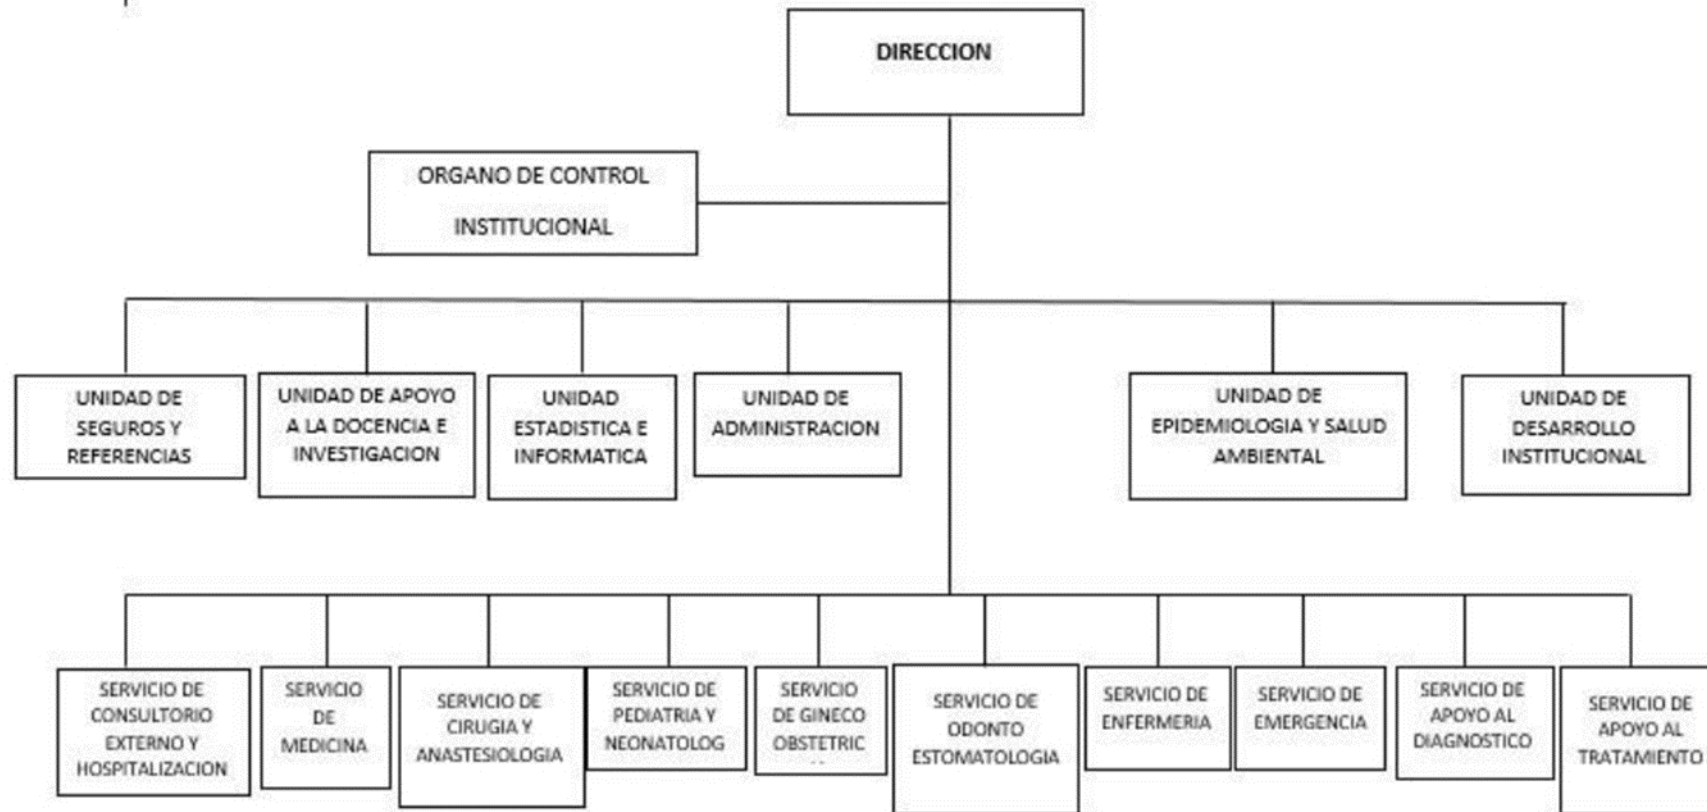 DIRECCION
ORGANO DE CONTROL
INSTITUCIONAL
UNIDAD DE
SEGUROS Y
REFERENCIAS
UNIDAD DE APOYO
A LA DOCENCIA E
INVESTIGACION
UNIDAD
ESTADISTICA E
INFORMATICA
UNIDAD DE
ADMINISTRACION
UNIDAD DE
EPIDEMIOLOGIA Y SALUD
AMBIENTAL
UNIDAD DE
DESARROLLO
INSTITUCIONAL
SERVICIO DE
CONSULTORIO
EXTERNO Y
HOSPITALIZACION
SERVICIO
DE
MEDICINA
SERVICIO DE
CIRUGIA Y
ANASTESIOLOGIA
SERVICIO DE
PEDIATRIA Y
NEONATOLOG
SERVICIO
DE GINECO
OBSTETRIC
SERVICIO DE
ODONTO
ESTOMATOLOGIA
SERVICIO DE
ENFERMERIA
SERVICIO DE
EMERGENCIA
SERVICIO DE
APOYO AL
DIAGNOSTICO
SERVICIO DE
APOYO AL
TRATAMIENTO